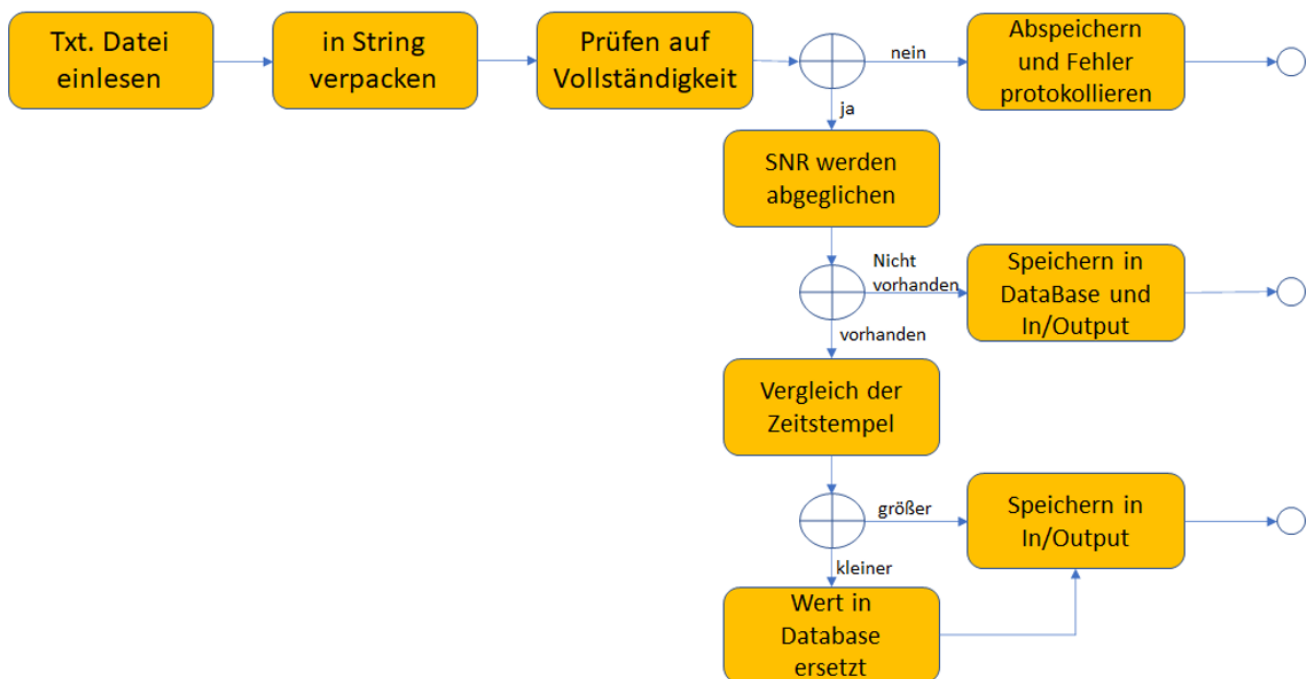 Txt. Datei
einlesen
in String
verpacken
Prüfen auf
Vollständigkeit
nein
Abspeichern
und Fehler
protokollieren
ja
SNR werden
abgeglichen
Nicht
vorhanden
Speichern in
DataBase und
In/Output
vorhanden
Vergleich der
Zeitstempel
größer
Speichern in
In/Output
kleiner
Wert in
Database
ersetzt